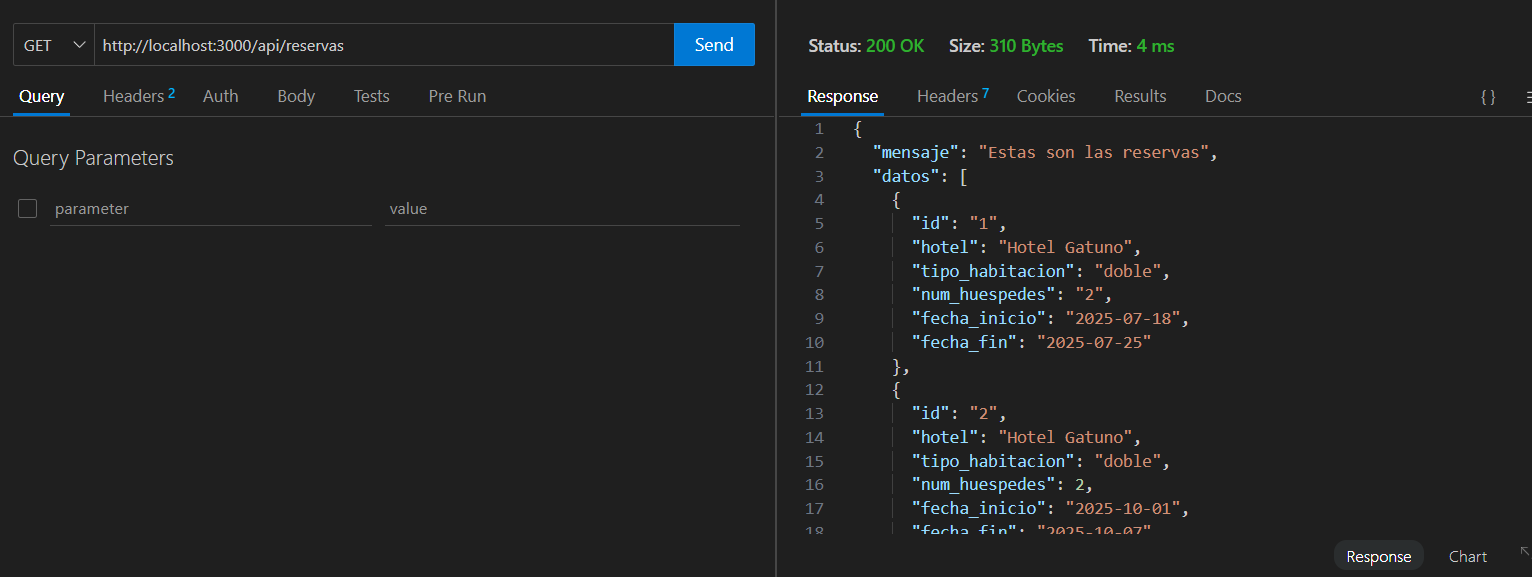 GET http://localhost:3000/api/reservas Send
Query Headers 2 Auth Body Tests Pre Run
Query Parameters
parameter value
Status: 200 OK Size: 310 Bytes Time: 4 ms
Response Headers 7 Cookies Results Docs { }
1 {
2 "mensaje": "Estas son las reservas",
3 "datos": [
4 {
5 "id": "1",
6 "hotel": "Hotel Gatuno",
7 "tipo_habitacion": "doble",
8 "num_huespedes": "2",
9 "fecha_inicio": "2025-07-18",
10 "fecha_fin": "2025-07-25"
11 },
12 {
13 "id": "2",
14 "hotel": "Hotel Gatuno",
15 "tipo_habitacion": "doble",
16 "num_huespedes": 2,
17 "fecha_inicio": "2025-10-01",
18 "fecha_fin": "2025-10-07"
Response Chart